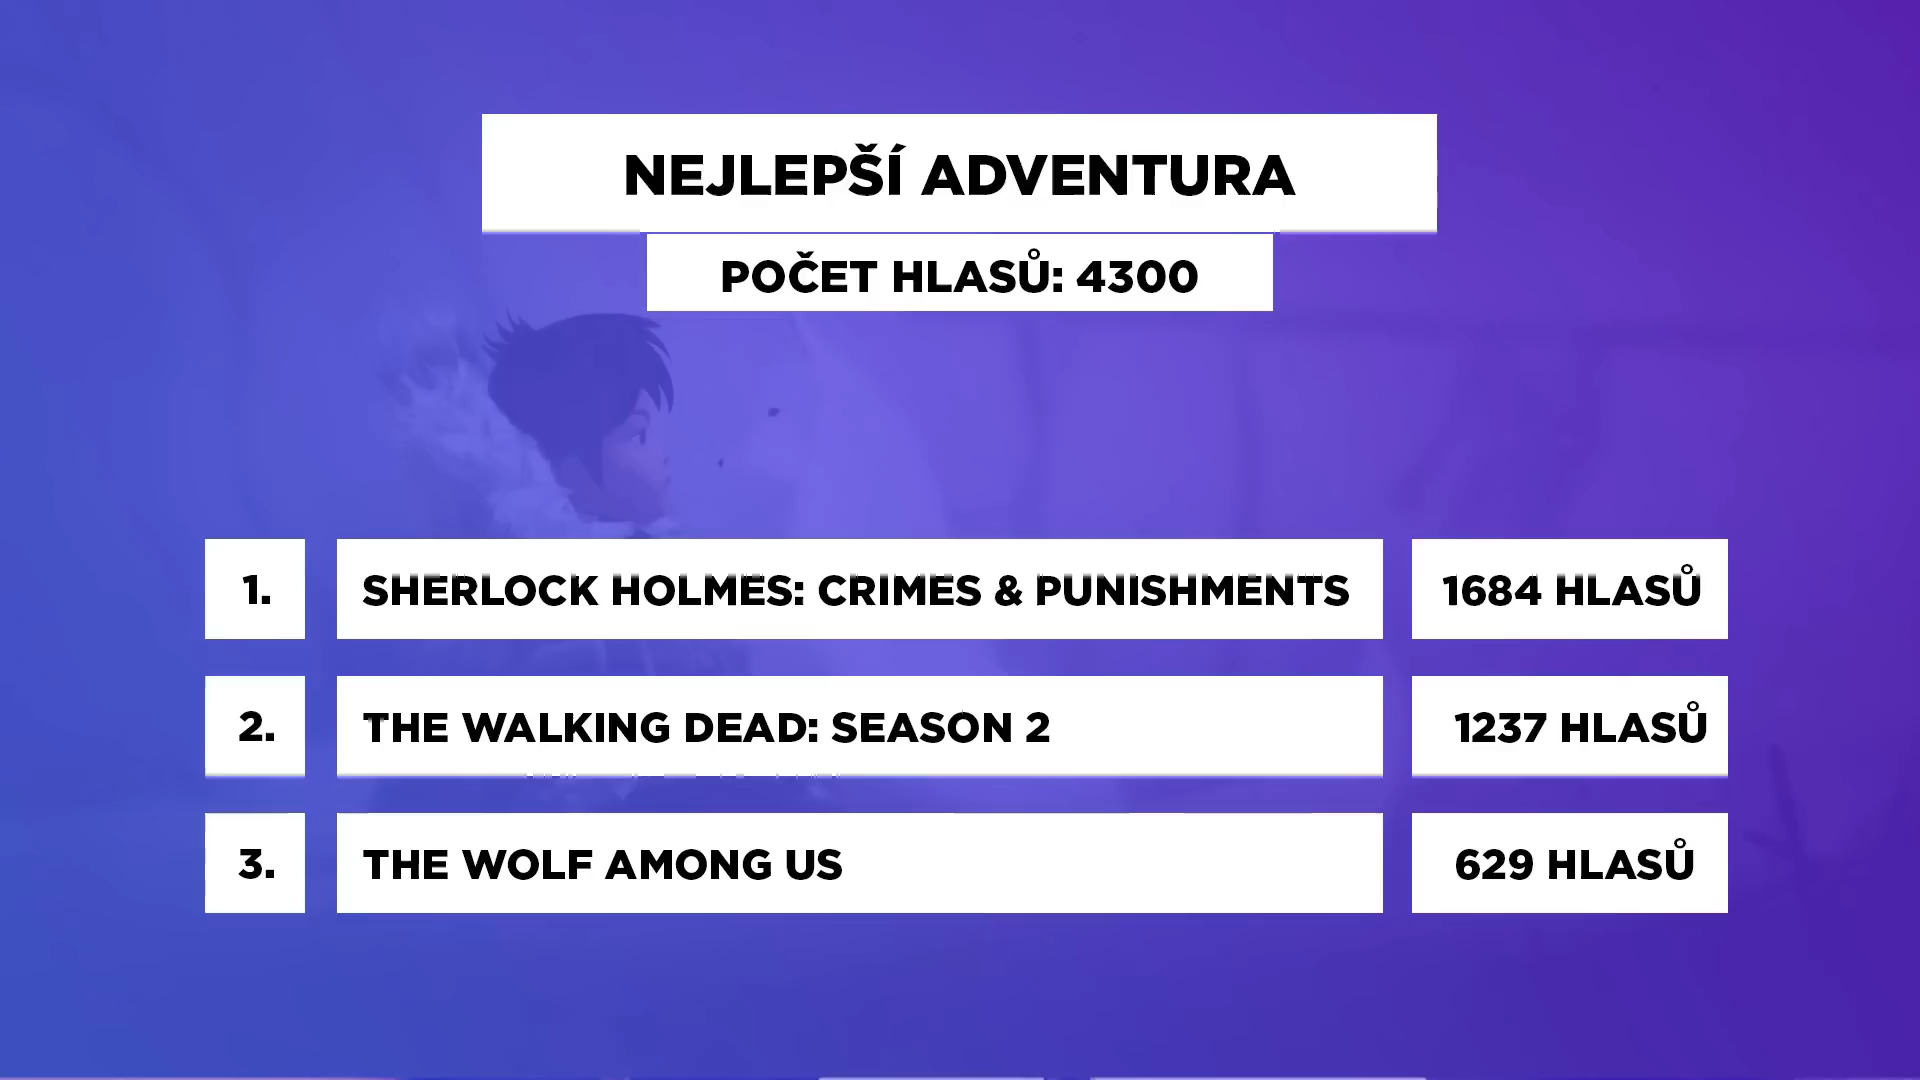 NEJLEPŠÍ ADVENTURA
POČET HLASŮ: 4300
1. SHERLOCK HOLMES: CRIMES & PUNISHMENTS 1684 HLASŮ
2. THE WALKING DEAD: SEASON 2 1237 HLASŮ
3. THE WOLF AMONG US 629 HLASŮ